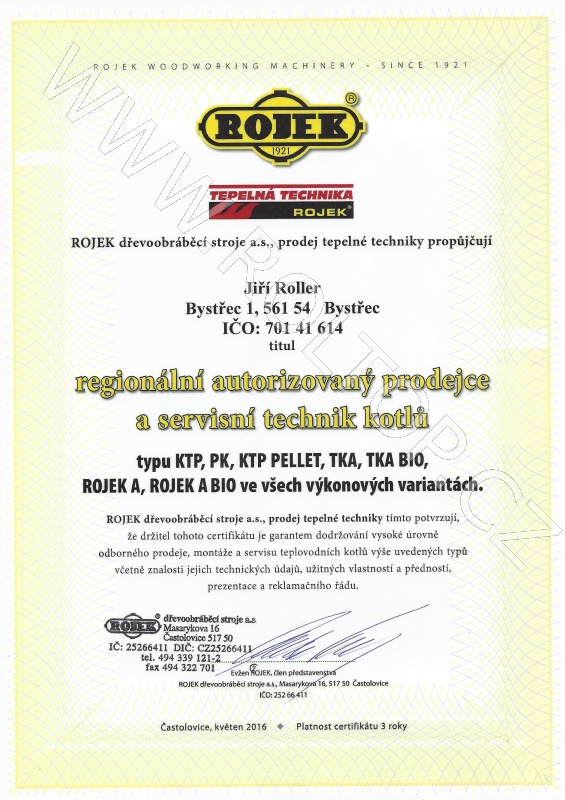 ROJEK WOODWORKING MACHINERY - SINCE 1921
ROJEK®
1921
TEPELNÁ TECHNIKA
ROJEK®
ROJEK dřevoobráběcí stroje a.s., prodej tepelné techniky propůjčují
Jiří Roller
Bystřec 1, 561 54 Bystřec
IČO: 701 41 614
titul
regionální autorizovaný prodejce
a servisní technik kotlů
typu KTP, PK, KTP PELLET, TKA, TKA BIO,
ROJEK A, ROJEK A BIO ve všech výkonových variantách.
ROJEK dřevoobráběcí stroje a.s., prodej tepelné techniky tímto potvrzují,
že držitel tohoto certifikátu je garantem dodržování vysoké úrovně
odborného prodeje, montáže a servisu teplovodních kotlů výše uvedených typů
včetně znalosti jejich technických údajů, užitných vlastností a předností,
prezentace a reklamačního řádu.
ROJEK dřevoobráběcí stroje a.s
Masarykova 16
Častolovice 517 50
IČ: 25266411 DIČ: CZ25266411
tel. 494 339 121-2
fax 494 322 701
Evžen ROJEK, člen představenstva
ROJEK dřevoobráběcí stroje a.s., Masarykova 16, 517 50 Častolovice
IČO: 252 66 411
Častolovice, květen 2016 ◆ Platnost certifikátu 3 roky
WWW.ROLTOP.CZ